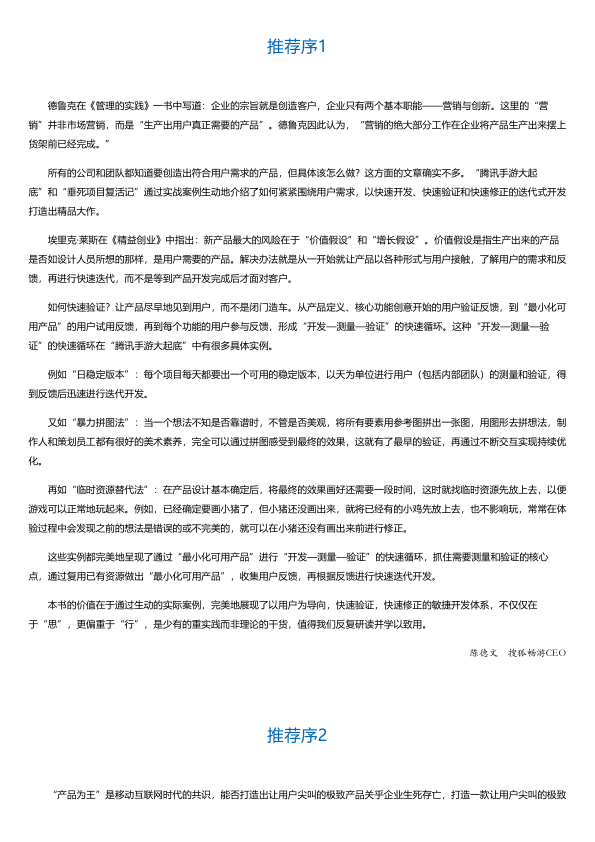 推荐序1
德鲁克在《管理的实践》一书中写道：企业的宗旨就是创造客户，企业只有两个基本职能——营销与创新。这里的“营
销”并非市场营销，而是“生产出用户真正需要的产品”。德鲁克因此认为，“营销的绝大部分工作在企业将产品生产出来摆上
货架前已经完成。”
所有的公司和团队都知道要创造出符合用户需求的产品，但具体该怎么做？这方面的文章确实不多。“腾讯手游大起
底”和“垂死项目复活记”通过实战案例生动地介绍了如何紧紧围绕用户需求，以快速开发、快速验证和快速修正的迭代式开发
打造出精品大作。
埃里克·莱斯在《精益创业》中指出：新产品最大的风险在于“价值假设”和“增长假设”。价值假设是指生产出来的产品
是否如设计人员所想的那样，是用户需要的产品。解决办法就是从一开始就让产品以各种形式与用户接触，了解用户的需求和反
馈，再进行快速迭代，而不是等到产品开发完成后才面对客户。
如何快速验证？让产品尽早地见到用户，而不是闭门造车。从产品定义、核心功能创意开始的用户验证反馈，到“最小化可
用产品”的用户试用反馈，再到每个功能的用户参与反馈，形成“开发—测量—验证”的快速循环。这种“开发—测量—验
证”的快速循环在“腾讯手游大起底”中有很多具体实例。
例如“日稳定版本”：每个项目每天都要出一个可用的稳定版本，以天为单位进行用户（包括内部团队）的测量和验证，得
到反馈后迅速进行迭代开发。
又如“暴力拼图法”：当一个想法不知是否靠谱时，不管是否美观，将所有要素用参考图拼出一张图，用图形去拼想法，制
作人和策划员工都有很好的美术素养，完全可以通过拼图感受到最终的效果，这就有了最早的验证，再通过不断交互实现持续优
化。
再如“临时资源替代法”：在产品设计基本确定后，将最终的效果画好还需要一段时间，这时就找临时资源先放上去，以便
游戏可以正常地玩起来。例如，已经确定要画小猪了，但小猪还没画出来，就将已经有的小鸡先放上去，也不影响玩，常常在体
验过程中会发现之前的想法是错误的或不完美的，就可以在小猪还没有画出来前进行修正。
这些实例都完美地呈现了通过“最小化可用产品”进行“开发—测量—验证”的快速循环，抓住需要测量和验证的核心
点，通过复用已有资源做出“最小化可用产品”，收集用户反馈，再根据反馈进行快速迭代开发。
本书的价值在于通过生动的实际案例，完美地展现了以用户为导向，快速验证，快速修正的敏捷开发体系，不仅仅在
于“思”，更偏重于“行”，是少有的重实践而非理论的干货，值得我们反复研读并学以致用。
陈德文　搜狐畅游CEO
推荐序2
“产品为王”是移动互联网时代的共识，能否打造出让用户尖叫的极致产品关乎企业生死存亡，打造一款让用户尖叫的极致